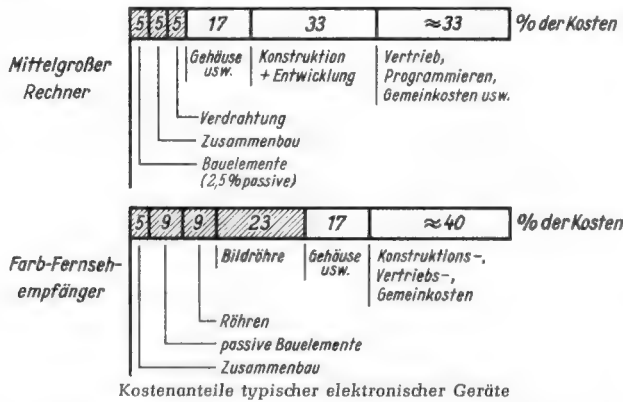 5 5 5 17 33 ≈33 % der Kosten
Mittelgroßer
Rechner
Gehäuse
usw.
Konstruktion
+ Entwicklung
Vertrieb,
Programmieren,
Gemeinkosten usw.
Verdrahtung
Zusammenbau
Bauelemente
(2,5% passive)
5 9 9 23 17 ≈40 % der Kosten
Farb-Fernseh-
empfänger
Bildröhre
Gehäuse
usw.
Konstruktions-,
Vertriebs-,
Gemeinkosten
Röhren
passive Bauelemente
Zusammenbau
Kostenanteile typischer elektronischer Geräte